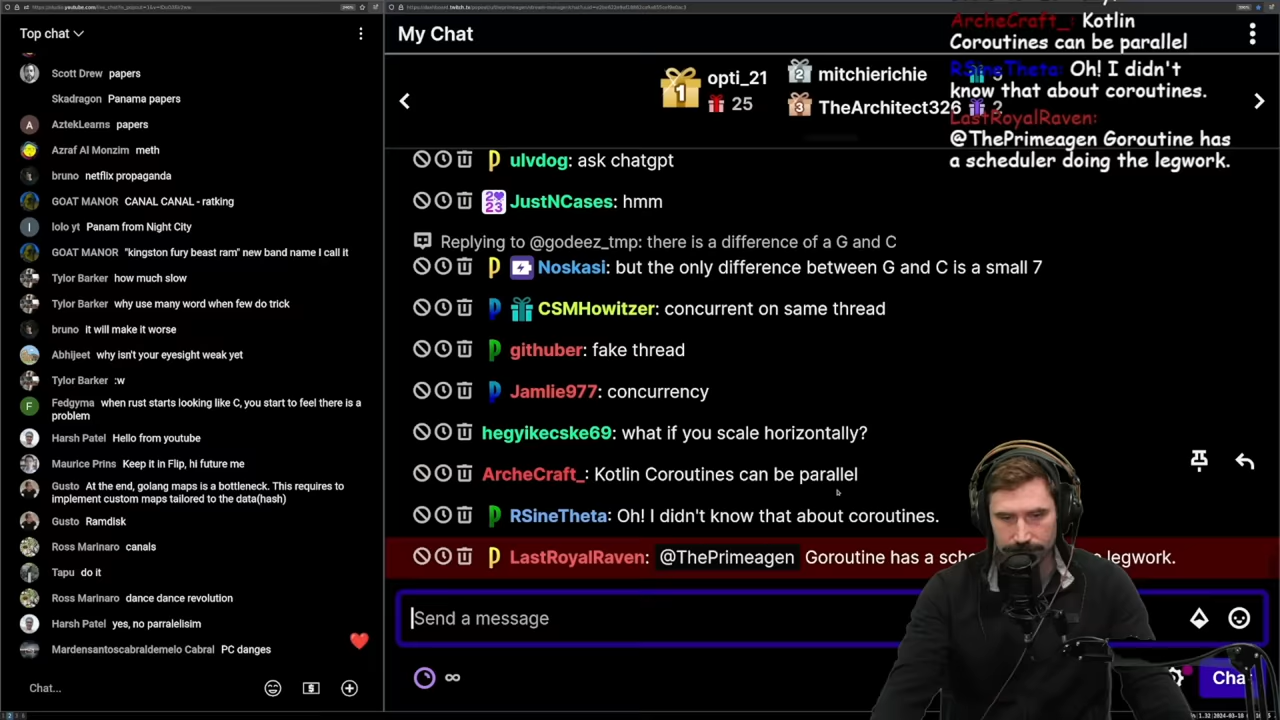 Top chat
Scott Drew papers
Skadragon Panama papers
AztekLearns papers
Azraf Al Monzim meth
bruno netflix propaganda
GOAT MANOR CANAL CANAL - ratking
lolo yt Panam from Night City
GOAT MANOR "kingston fury beast ram" new band name I call it
Tylor Barker how much slow
Tylor Barker why use many word when few do trick
bruno it will make it worse
Abhijeet why isn't your eyesight weak yet
Tylor Barker :w
Fedgyma when rust starts looking like C, you start to feel there is a
problem
Harsh Patel Hello from youtube
Maurice Prins Keep it in Flip, hi future me
Gusto At the end, golang maps is a bottleneck. This requires to
implement custom maps tailored to the data(hash)
Gusto Ramdisk
Ross Marinaro canals
Tapu do it
Ross Marinaro dance dance revolution
Harsh Patel yes, no parralelisim
Mardensantoscabraldemelo Cabral PC danges
Chat...
My Chat
1
opti_21
25
2 mitchierichie
3 TheArchitect326 2
ulvdog: ask chatgpt
JustNCases: hmm
Replying to @godeez_tmp: there is a difference of a G and C
Noskasi: but the only difference between G and C is a small 7
CSMHowitzer: concurrent on same thread
githuber: fake thread
Jamlie977: concurrency
hegyikecske69: what if you scale horizontally?
ArcheCraft_: Kotlin Coroutines can be parallel
RSineTheta: Oh! I didn't know that about coroutines.
LastRoyalRaven: @ThePrimeagen Goroutine has a legwork.
Send a message
Cha
ArcheCraft_: Kotlin
Coroutines can be parallel
RSineTheta: Oh! I didn't
know that about coroutines.
LastRoyalRaven:
@ThePrimeagen Goroutine has
a scheduler doing the legwork.